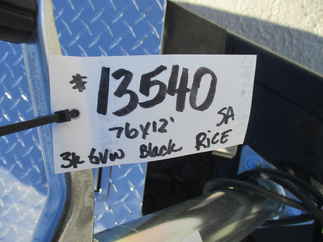 *13540
76x12' SA
3k GVW Black RICE